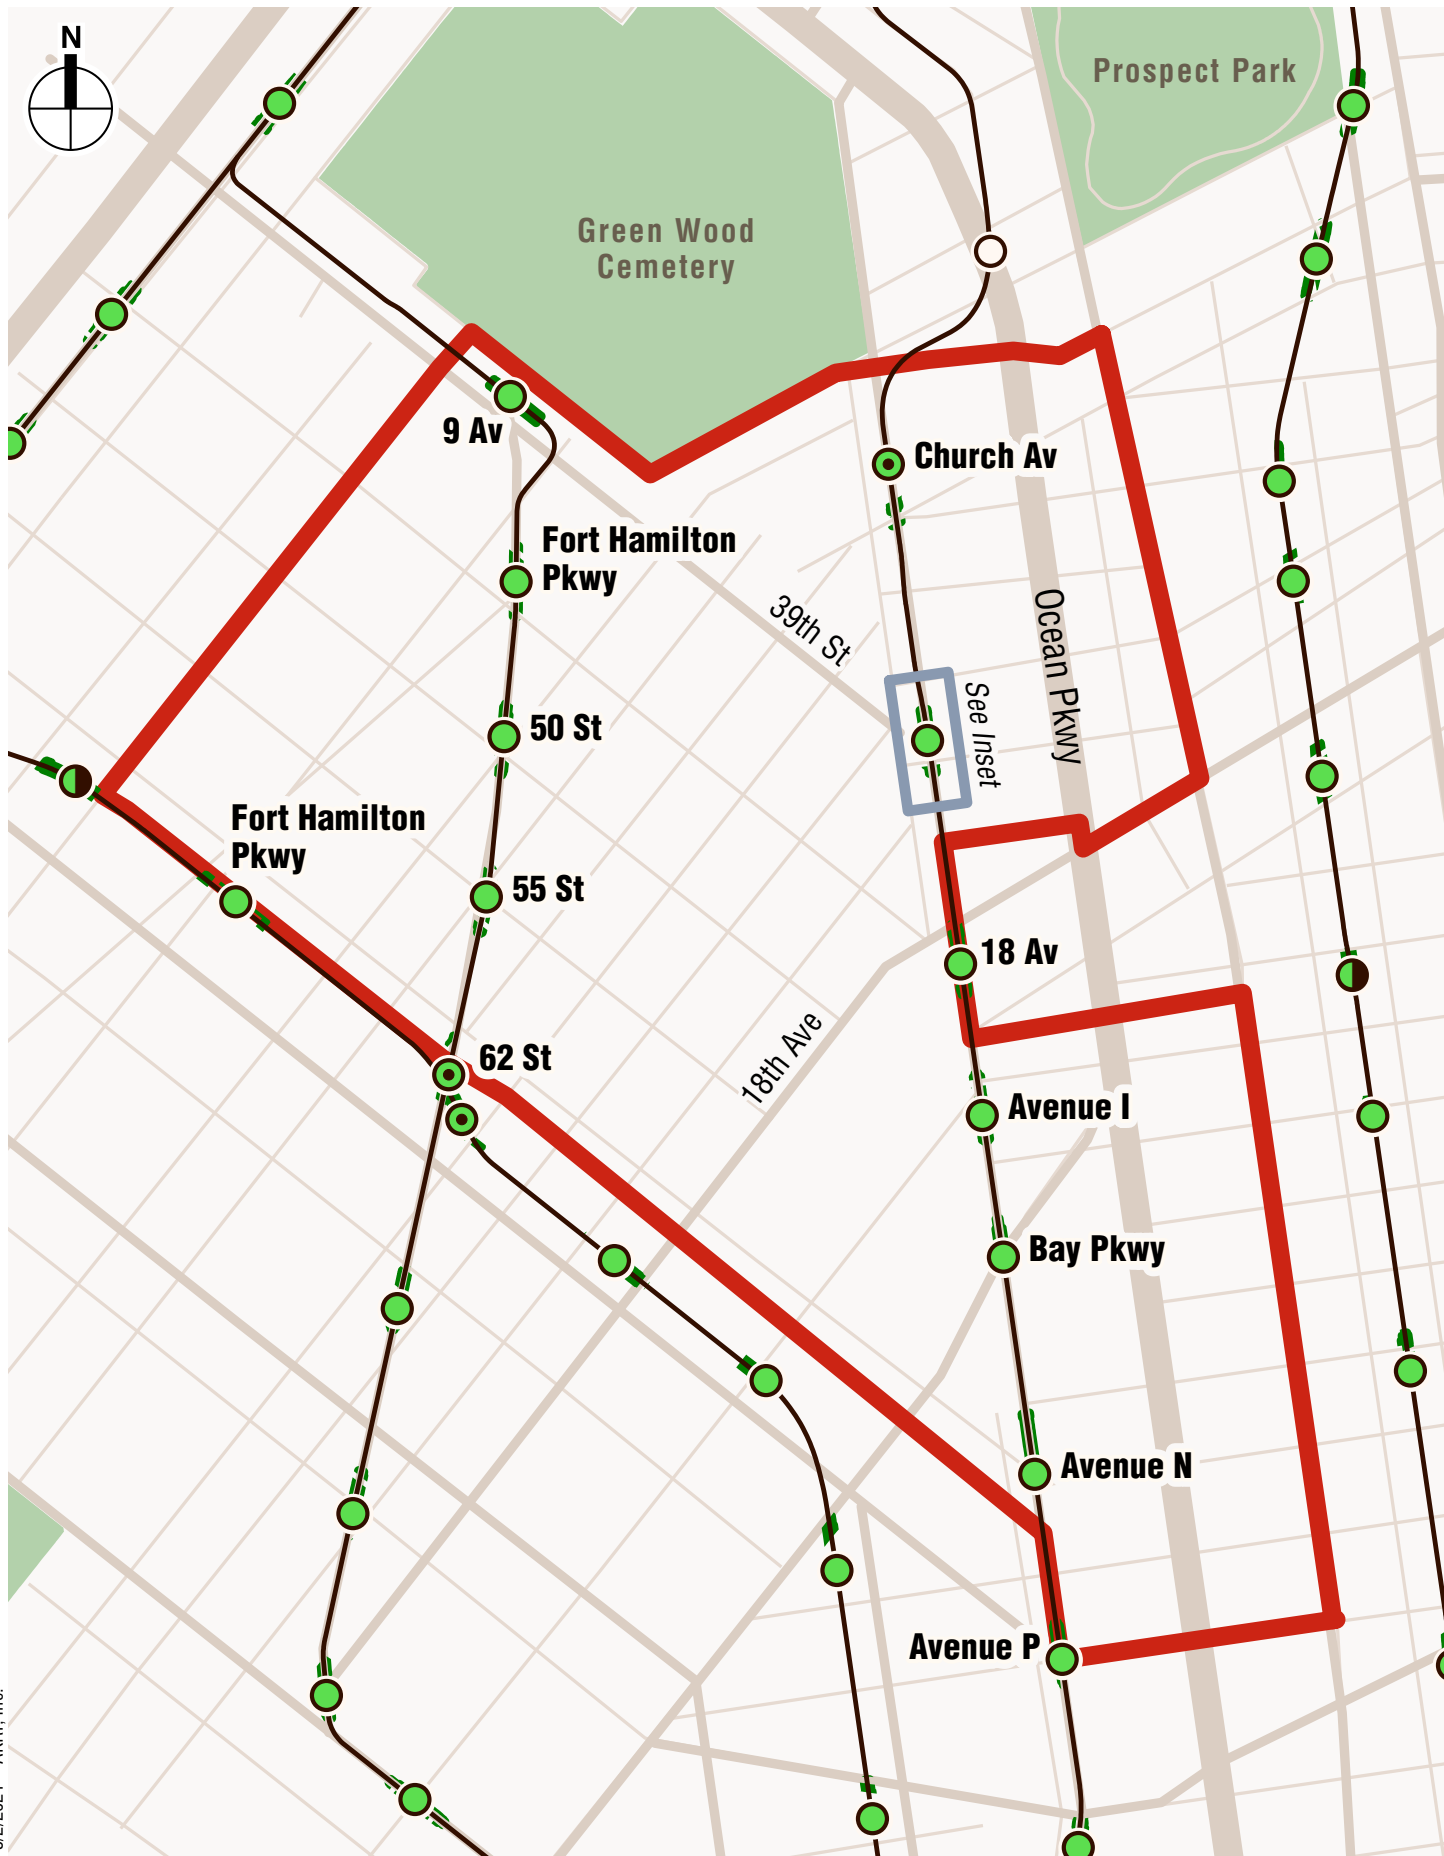 N
Prospect Park
Green Wood
Cemetery
9 Av
Church Av
Fort Hamilton
Pkwy
39th St
Ocean Pkwy
See Inset
50 St
Fort Hamilton
Pkwy
55 St
18 Av
18th Ave
62 St
Avenue I
Bay Pkwy
Avenue N
Avenue P